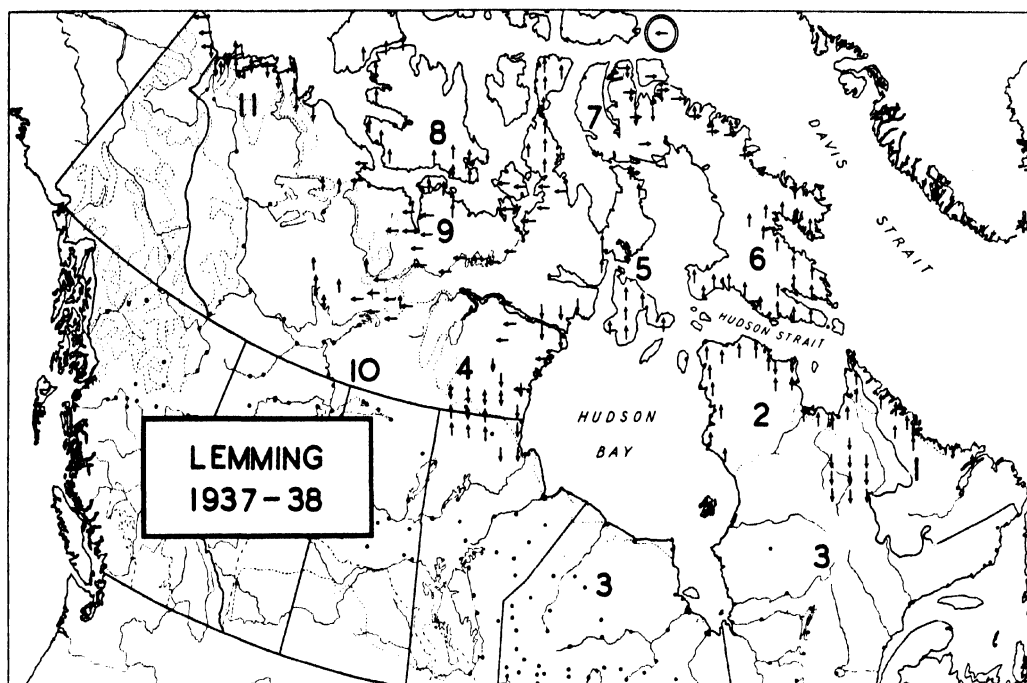 11
8
7
DAVIS
STRAIT
9
5
6
HUDSON STRAIT
10
4
2
HUDSON
BAY
LEMMING
1937-38
3
3